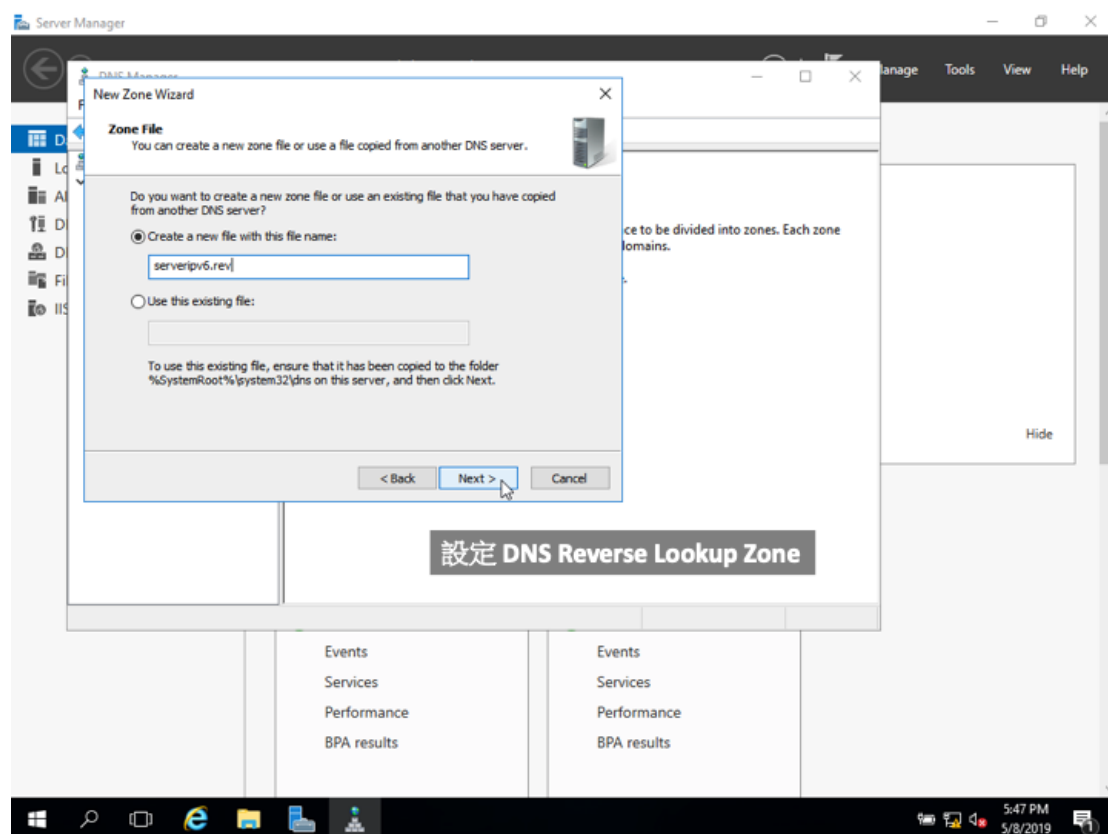 Server Manager
Manage Tools View Help
DNS Manager
New Zone Wizard
Zone File
You can create a new zone file or use a file copied from another DNS server.
Do you want to create a new zone file or use an existing file that you have copied
from another DNS server?
Create a new file with this file name:
serveripv6.rev
Use this existing file:
To use this existing file, ensure that it has been copied to the folder
%SystemRoot%\system32\dns on this server, and then click Next.
< Back Next > Cancel
ce to be divided into zones. Each zone
domains.
Hide
設定 DNS Reverse Lookup Zone
Events Events
Services Services
Performance Performance
BPA results BPA results
5:47 PM
5/8/2019